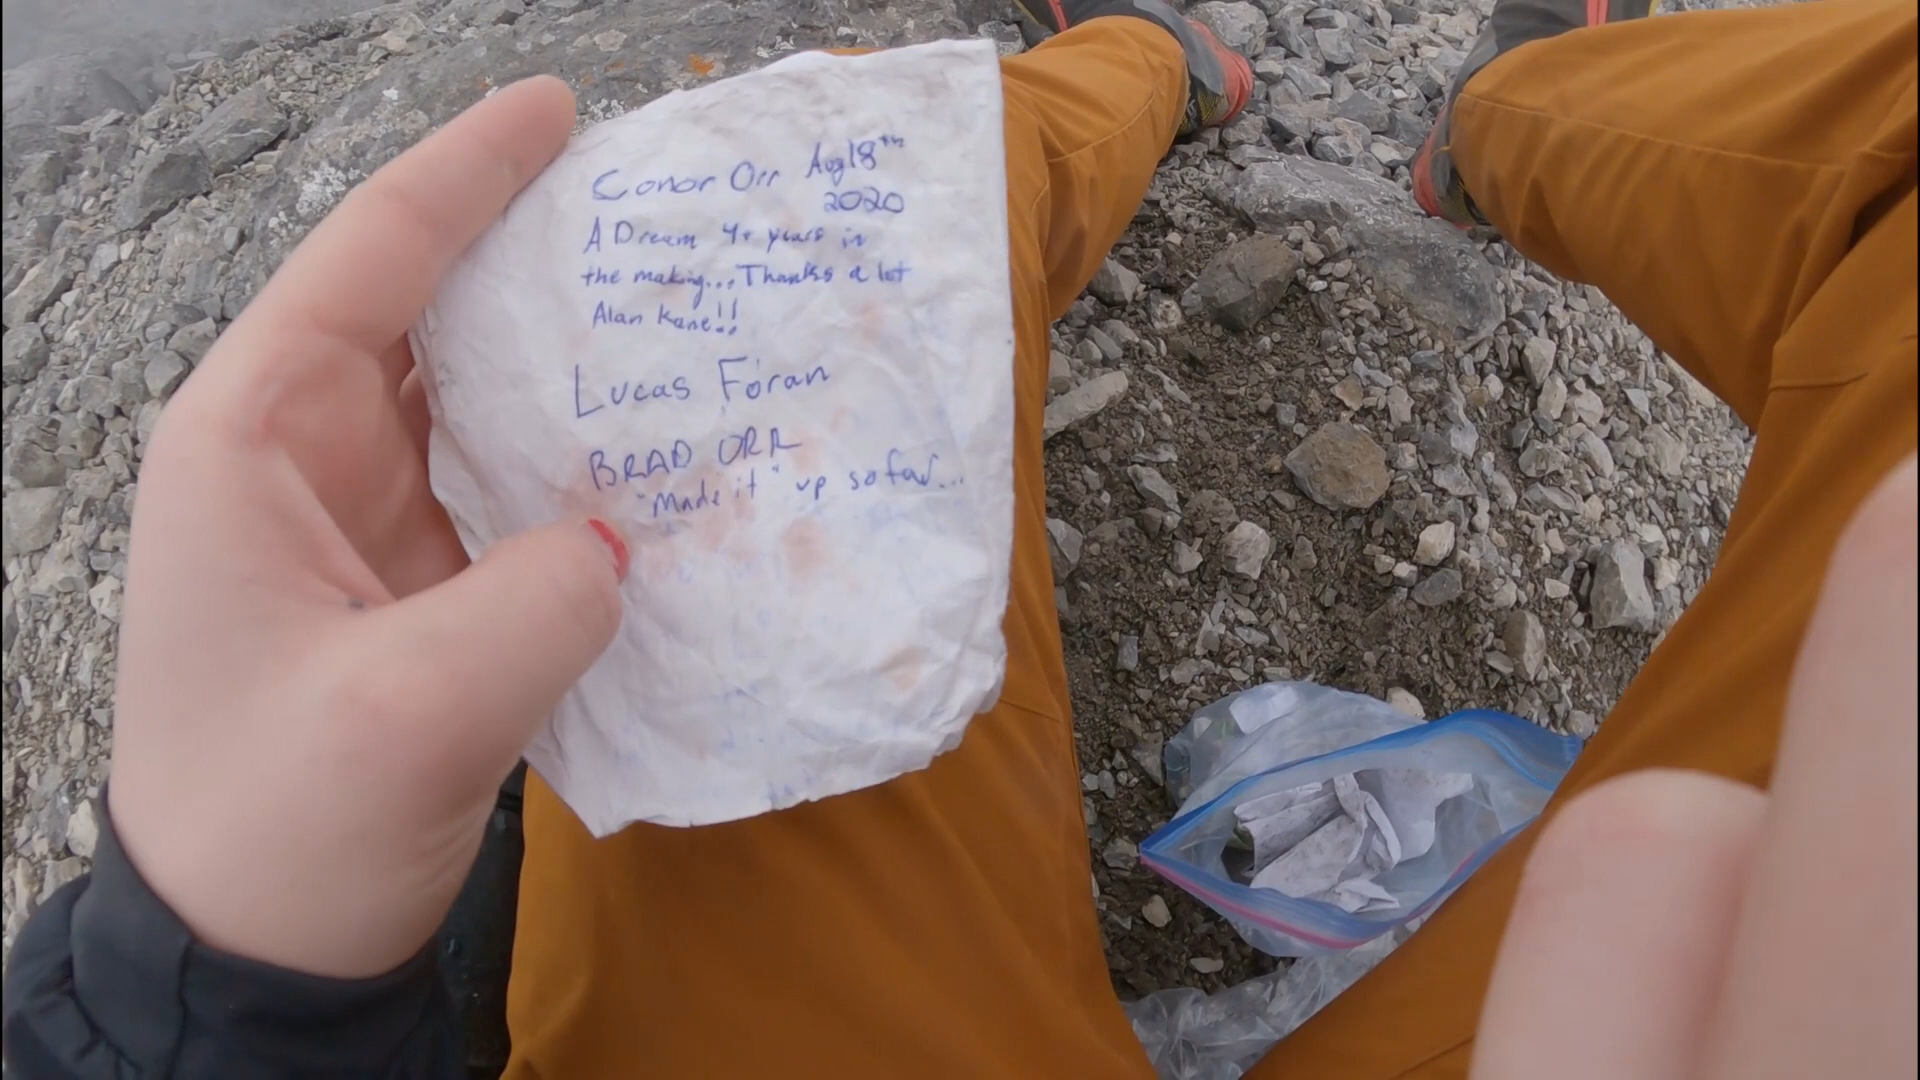 Conor Orr Aug 18th
2020
A Dream 4+ years in
the making... Thanks a lot
Alan Kane!!
Lucas Foran
BRAD ORR
"Made it" up so far...